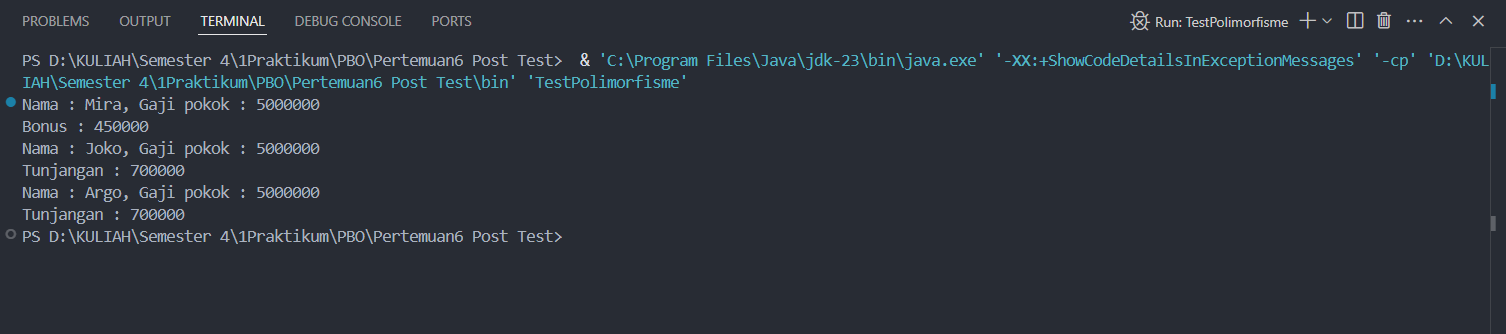 PROBLEMS OUTPUT TERMINAL DEBUG CONSOLE PORTS Run: TestPolimorfisme
PS D:\KULIAH\Semester 4\1Praktikum\PBO\Pertemuan6 Post Test>  & 'C:\Program Files\Java\jdk-23\bin\java.exe' '-XX:+ShowCodeDetailsInExceptionMessages' '-cp' 'D:\KUL
IAH\Semester 4\1Praktikum\PBO\Pertemuan6 Post Test\bin' 'TestPolimorfisme'
Nama : Mira, Gaji pokok : 5000000
Bonus : 450000
Nama : Joko, Gaji pokok : 5000000
Tunjangan : 700000
Nama : Argo, Gaji pokok : 5000000
Tunjangan : 700000
PS D:\KULIAH\Semester 4\1Praktikum\PBO\Pertemuan6 Post Test>